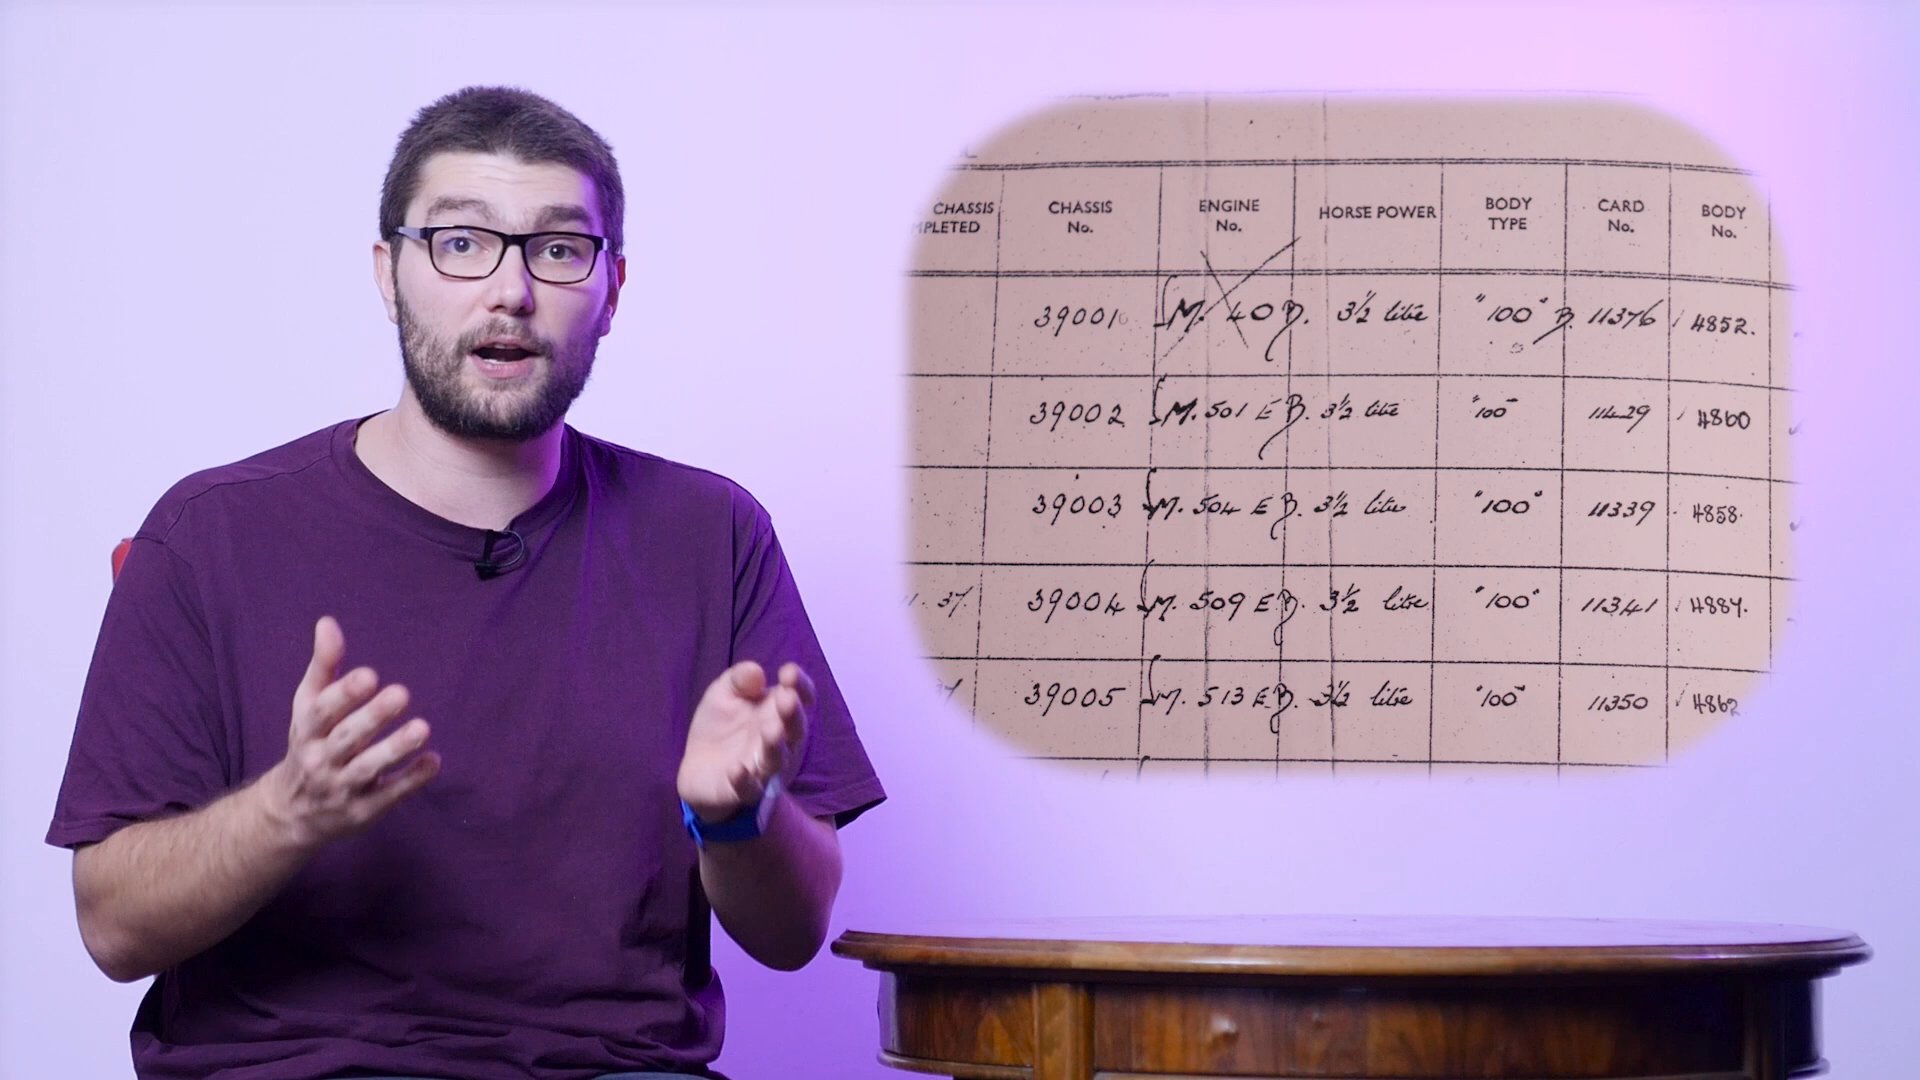 CHASSIS CHASSIS ENGINE HORSE POWER BODY CARD BODY
MPLETED No. No. TYPE No. No.
39001 M. 40 B. 3½ litre "100" B. 11376 4852.
39002 M. 501 E B. 3½ litre "100" 11429 4860
39003 M. 504 E B. 3½ litre "100" 11339 4858.
1. 37. 39004 M. 509 E B. 3½ litre "100" 11341
39005 M. 513 E B. 3½ litre "100" 11350 4862